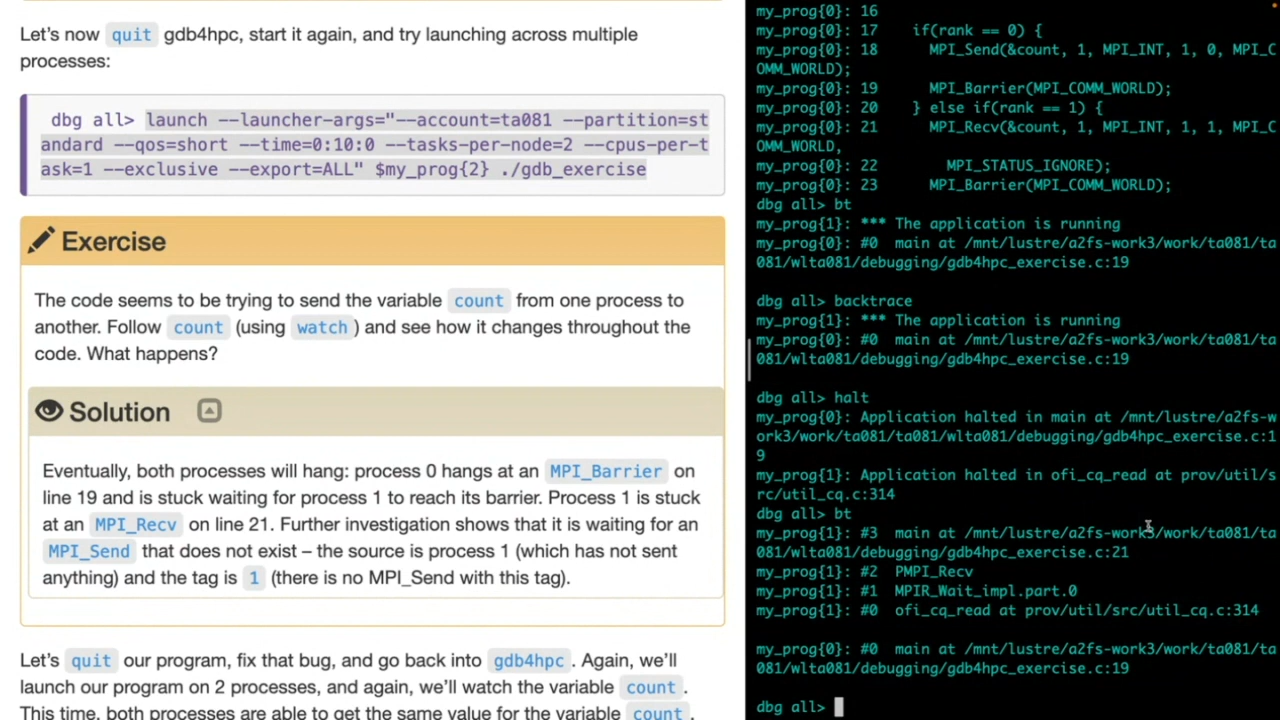 Let’s now quit gdb4hpc, start it again, and try launching across multiple
processes:
dbg all> launch --launcher-args="--account=ta081 --partition=st
andard --qos=short --time=0:10:0 --tasks-per-node=2 --cpus-per-t
ask=1 --exclusive --export=ALL" $my_prog{2} ./gdb_exercise
Exercise
The code seems to be trying to send the variable count from one process to
another. Follow count (using watch) and see how it changes throughout the
code. What happens?
Solution
Eventually, both processes will hang: process 0 hangs at an MPI_Barrier on
line 19 and is stuck waiting for process 1 to reach its barrier. Process 1 is stuck
at an MPI_Recv on line 21. Further investigation shows that it is waiting for an
MPI_Send that does not exist – the source is process 1 (which has not sent
anything) and the tag is 1 (there is no MPI_Send with this tag).
Let’s quit our program, fix that bug, and go back into gdb4hpc. Again, we’ll
launch our program on 2 processes, and again, we’ll watch the variable count.
This time, both processes are able to get the same value for the variable count.
my_prog{0}: 16
my_prog{0}: 17 if(rank == 0) {
my_prog{0}: 18 MPI_Send(&count, 1, MPI_INT, 1, 0, MPI_C
OMM_WORLD);
my_prog{0}: 19 MPI_Barrier(MPI_COMM_WORLD);
my_prog{0}: 20 } else if(rank == 1) {
my_prog{0}: 21 MPI_Recv(&count, 1, MPI_INT, 1, 1, MPI_C
OMM_WORLD,
my_prog{0}: 22 MPI_STATUS_IGNORE);
my_prog{0}: 23 MPI_Barrier(MPI_COMM_WORLD);
dbg all> bt
my_prog{1}: *** The application is running
my_prog{0}: #0 main at /mnt/lustre/a2fs-work3/work/ta081/ta
081/wlta081/debugging/gdb4hpc_exercise.c:19
dbg all> backtrace
my_prog{1}: *** The application is running
my_prog{0}: #0 main at /mnt/lustre/a2fs-work3/work/ta081/ta
081/wlta081/debugging/gdb4hpc_exercise.c:19
dbg all> halt
my_prog{0}: Application halted in main at /mnt/lustre/a2fs-w
ork3/work/ta081/ta081/wlta081/debugging/gdb4hpc_exercise.c:1
9
my_prog{1}: Application halted in ofi_cq_read at prov/util/s
rc/util_cq.c:314
dbg all> bt
my_prog{1}: #3 main at /mnt/lustre/a2fs-work3/work/ta081/ta
081/wlta081/debugging/gdb4hpc_exercise.c:21
my_prog{1}: #2 PMPI_Recv
my_prog{1}: #1 MPIR_Wait_impl.part.0
my_prog{1}: #0 ofi_cq_read at prov/util/src/util_cq.c:314
my_prog{0}: #0 main at /mnt/lustre/a2fs-work3/work/ta081/ta
081/wlta081/debugging/gdb4hpc_exercise.c:19
dbg all>